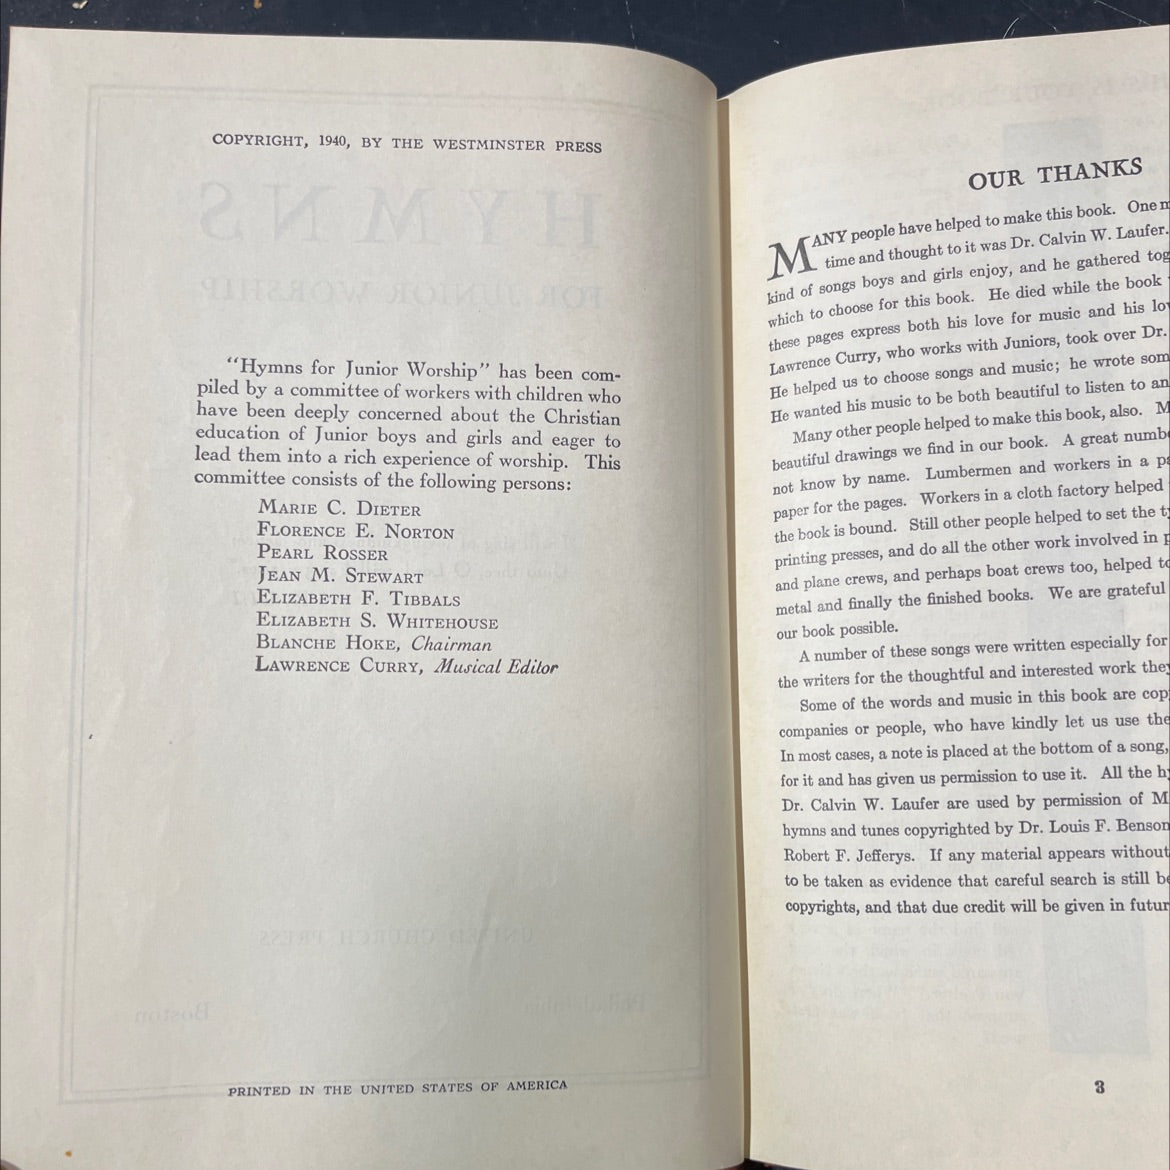 COPYRIGHT, 1940, BY THE WESTMINSTER PRESS
"Hymns for Junior Worship" has been com-
piled by a committee of workers with children who
have been deeply concerned about the Christian
education of Junior boys and girls and eager to
lead them into a rich experience of worship. This
committee consists of the following persons:
MARIE C. DIETER
FLORENCE E. NORTON
PEARL ROSSER
JEAN M. STEWART
ELIZABETH F. TIBBALS
ELIZABETH S. WHITEHOUSE
BLANCHE HOKE, Chairman
LAWRENCE CURRY, Musical Editor
PRINTED IN THE UNITED STATES OF AMERICA
OUR THANKS
MANY people have helped to make this book. One
time and thought to it was Dr. Calvin W. Laufer.
kind of songs boys and girls enjoy, and he gathered
which to choose for this book. He died while the book
these pages express both his love for music and his
Lawrence Curry, who works with Juniors, took over Dr.
He helped us to choose songs and music; he wrote
He wanted his music to be both beautiful to listen to
Many other people helped to make this book, also.
beautiful drawings we find in our book. A great
not know by name. Lumbermen and workers in a
paper for the pages. Workers in a cloth factory helped
the book is bound. Still other people helped to set the
printing presses, and do all the other work involved in
and plane crews, and perhaps boat crews too, helped
metal and finally the finished books. We are grateful
our book possible.
A number of these songs were written especially for
the writers for the thoughtful and interested work
Some of the words and music in this book are
companies or people, who have kindly let us use
In most cases, a note is placed at the bottom of a song,
for it and has given us permission to use it. All the
Dr. Calvin W. Laufer are used by permission of
hymns and tunes copyrighted by Dr. Louis F. Benson
Robert F. Jefferys. If any material appears without
to be taken as evidence that careful search is still
copyrights, and that due credit will be given in
3